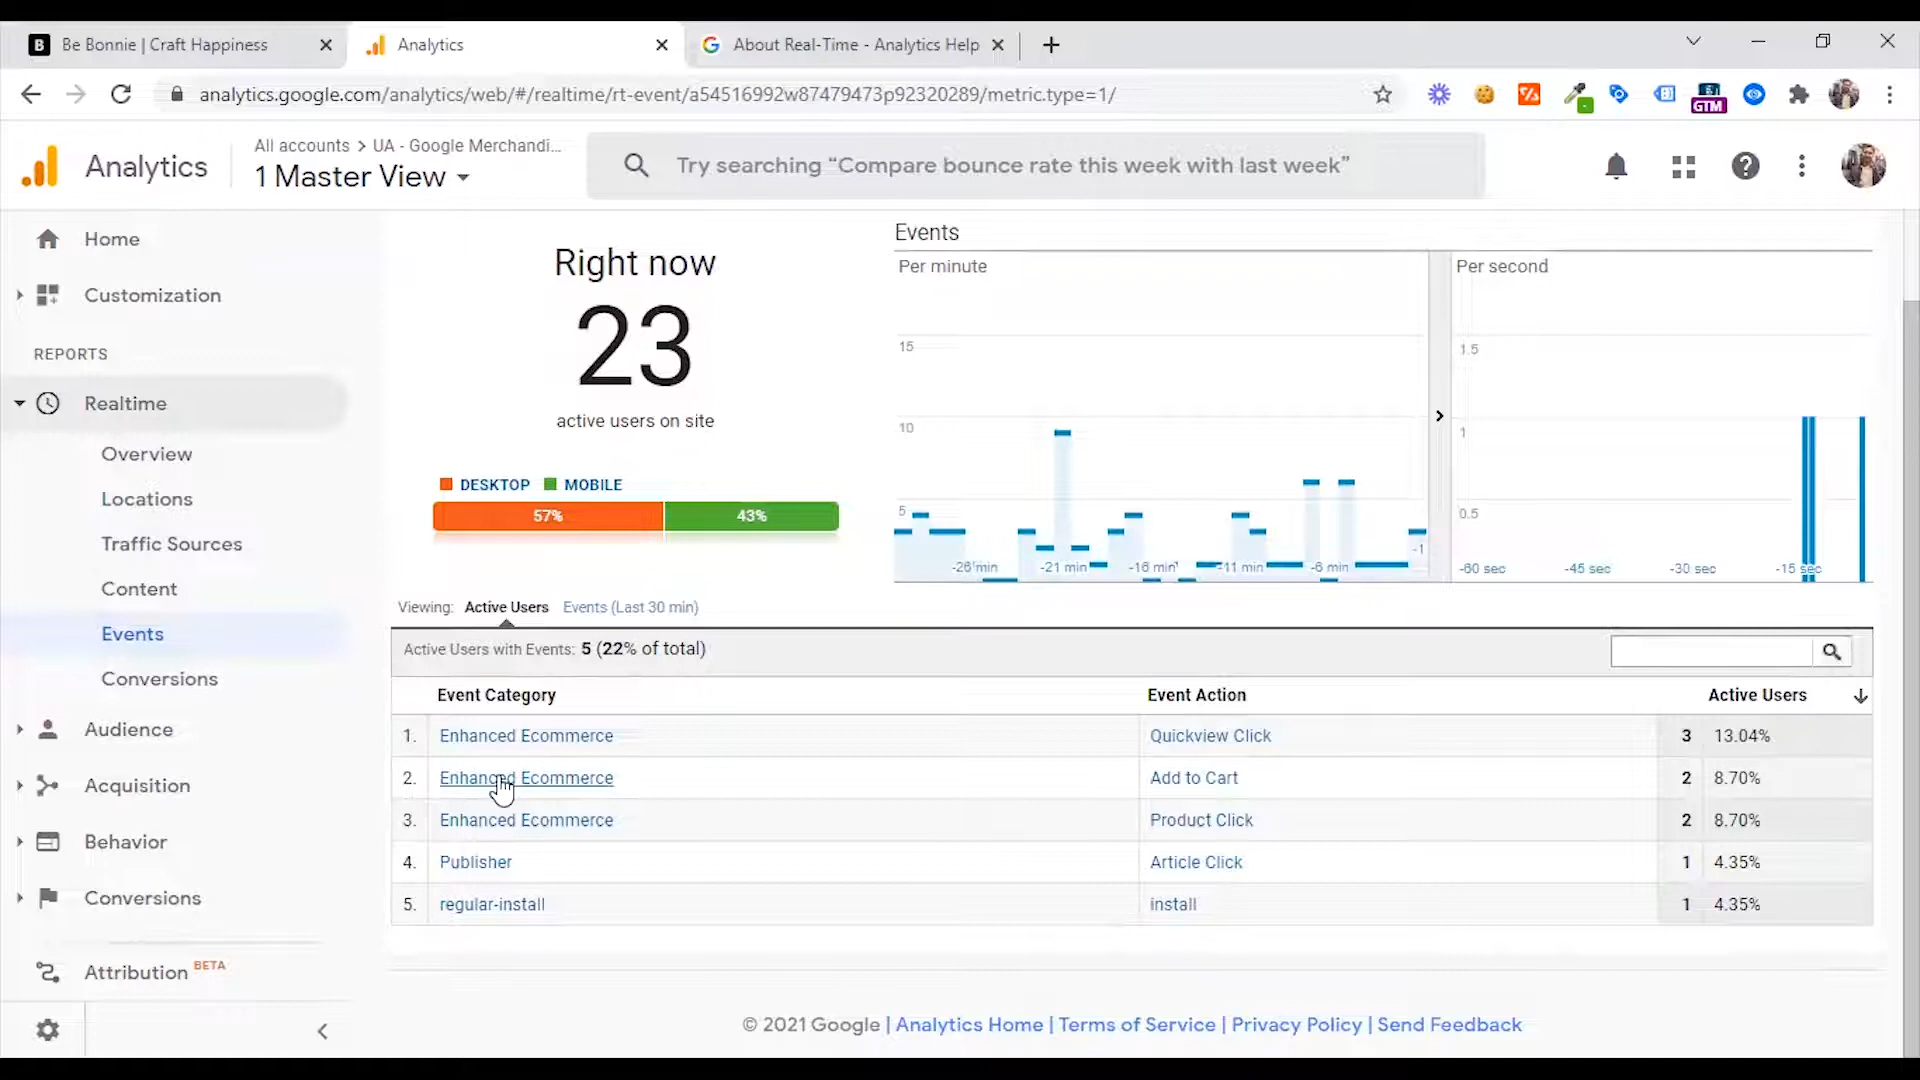 B Be Bonnie | Craft Happiness
Analytics
About Real-Time - Analytics Help
analytics.google.com/analytics/web/#/realtime/rt-event/a54516992w87479473p92320289/metric.type=1/
GTM
Analytics
All accounts > UA - Google Merchandi...
1 Master View
Try searching “Compare bounce rate this week with last week”
Home
Customization
REPORTS
Realtime
Overview
Locations
Traffic Sources
Content
Events
Conversions
Audience
Acquisition
Behavior
Conversions
Attribution BETA
Right now
23
active users on site
DESKTOP MOBILE
57% 43%
Events
Per minute
15
10
5
-26 min -21 min -16 min -11 min -6 min -1
Per second
1.5
1
0.5
-60 sec -45 sec -30 sec -15 sec
Viewing: Active Users Events (Last 30 min)
Active Users with Events: 5 (22% of total)
Event Category Event Action Active Users
1. Enhanced Ecommerce Quickview Click 3 13.04%
2. Enhanced Ecommerce Add to Cart 2 8.70%
3. Enhanced Ecommerce Product Click 2 8.70%
4. Publisher Article Click 1 4.35%
5. regular-install install 1 4.35%
© 2021 Google | Analytics Home | Terms of Service | Privacy Policy | Send Feedback